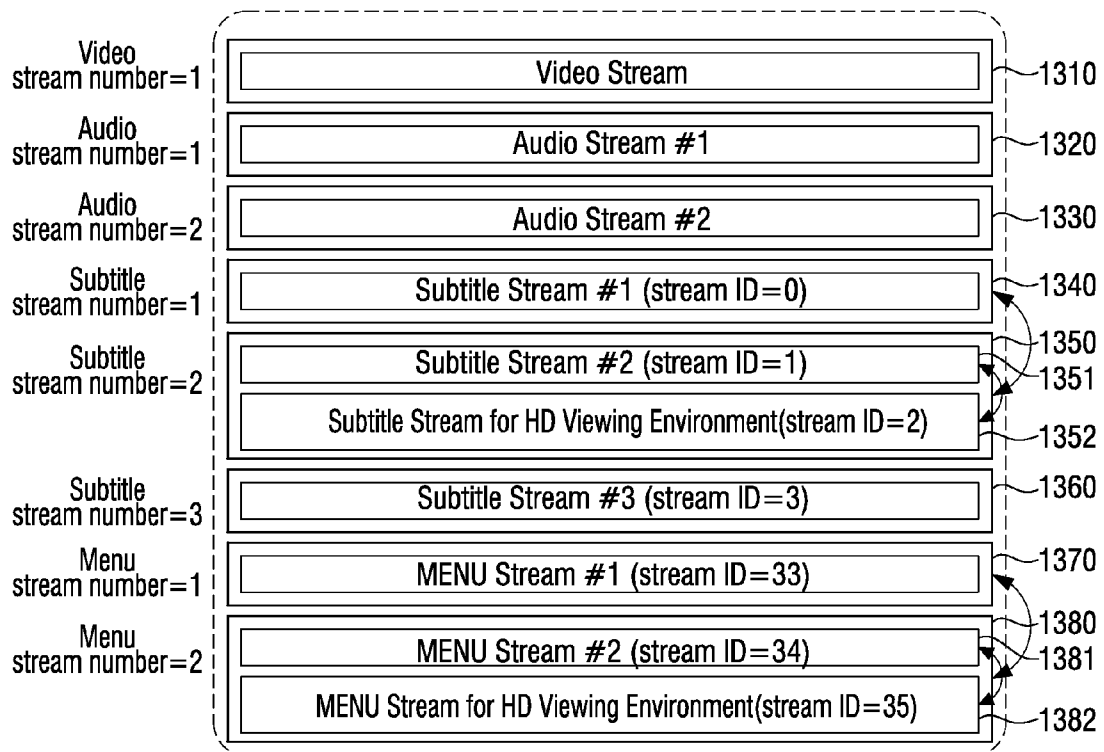 Video
stream number=1
Video Stream
1310
Audio
stream number=1
Audio Stream #1
1320
Audio
stream number=2
Audio Stream #2
1330
Subtitle
stream number=1
Subtitle Stream #1 (stream ID=0)
1340
Subtitle
stream number=2
1350
Subtitle Stream #2 (stream ID=1)
1351
Subtitle Stream for HD Viewing Environment(stream ID=2)
1352
Subtitle
stream number=3
Subtitle Stream #3 (stream ID=3)
1360
Menu
stream number=1
MENU Stream #1 (stream ID=33)
1370
Menu
stream number=2
1380
MENU Stream #2 (stream ID=34)
1381
MENU Stream for HD Viewing Environment(stream ID=35)
1382